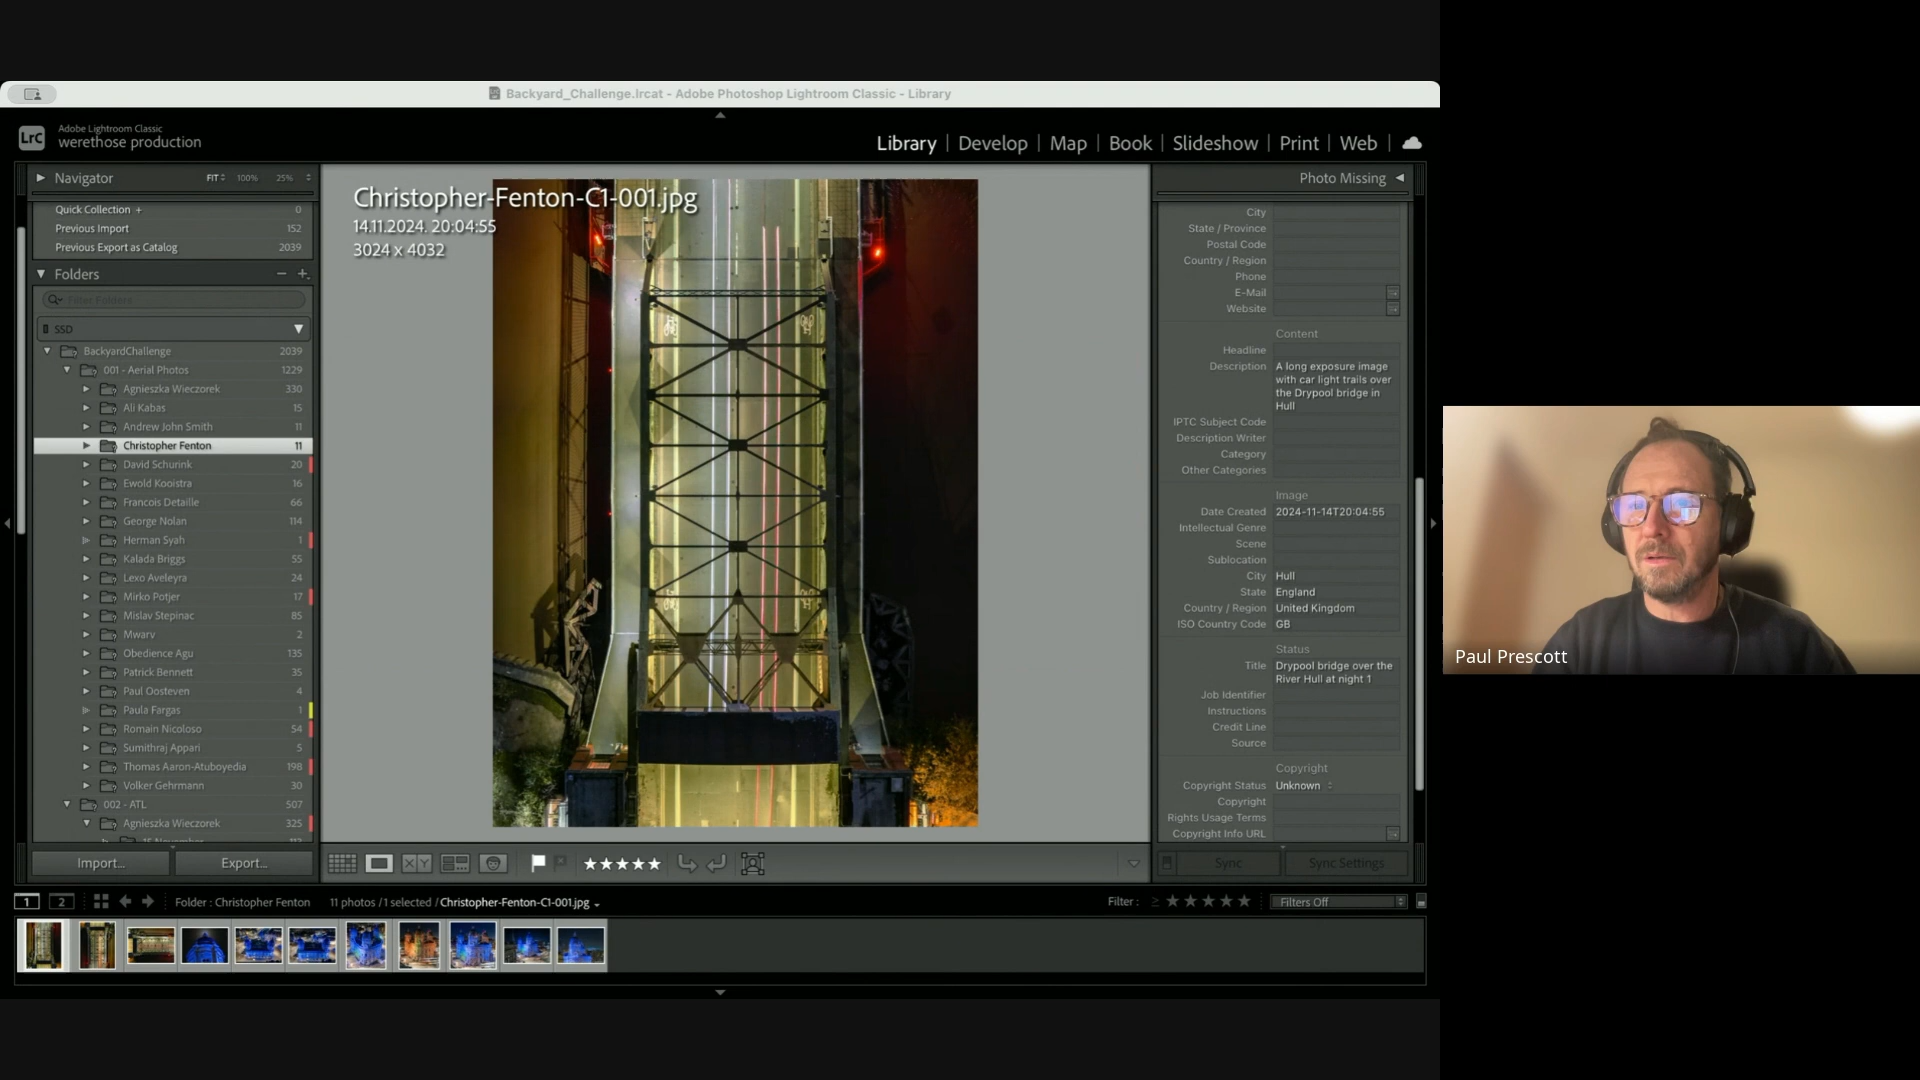 Backyard_Challenge.lrcat - Adobe Photoshop Lightroom Classic - Library
LrC
Adobe Lightroom Classic
werethose production
Library | Develop | Map | Book | Slideshow | Print | Web |
Navigator FIT 100% 25%
Quick Collection + 0
Previous Import 152
Previous Export as Catalog 2039
Folders
Filter Folders
SSD
BackyardChallenge 2039
001 - Aerial Photos 1229
Agnieszka Wieczorek 330
Ali Kabas 15
Andrew John Smith 11
Christopher Fenton 11
David Schurink 20
Ewold Kooistra 16
Francois Detaille 66
George Nolan 114
Herman Syah 1
Kalada Briggs 55
Lexo Aveleyra 24
Mirko Potjer 17
Mislav Stepinac 85
Mwarv 2
Obedience Agu 135
Patrick Bennett 35
Paul Oosteven 4
Paula Fargas 1
Romain Nicoloso 54
Sumithraj Appari 5
Thomas Aaron-Atuboyedia 198
Volker Gehrmann 30
002 - ATL 507
Agnieszka Wieczorek 325
Import... Export...
Christopher-Fenton-C1-001.jpg
14.11.2024. 20:04:55
3024 x 4032
Photo Missing
City
State / Province
Postal Code
Country / Region
Phone
E-Mail
Website
Content
Headline
Description A long exposure image
with car light trails over
the Drypool bridge in
Hull
IPTC Subject Code
Description Writer
Category
Other Categories
Image
Date Created 2024-11-14T20:04:55
Intellectual Genre
Scene
Sublocation
City Hull
State England
Country / Region United Kingdom
ISO Country Code GB
Status
Title Drypool bridge over the
River Hull at night 1
Job Identifier
Instructions
Credit Line
Source
Copyright
Copyright Status Unknown
Copyright
Rights Usage Terms
Copyright Info URL
Sync Sync Settings
X Y
1 2 Folder : Christopher Fenton 11 photos / 1 selected / Christopher-Fenton-C1-001.jpg
Filter : Filters Off
Paul Prescott